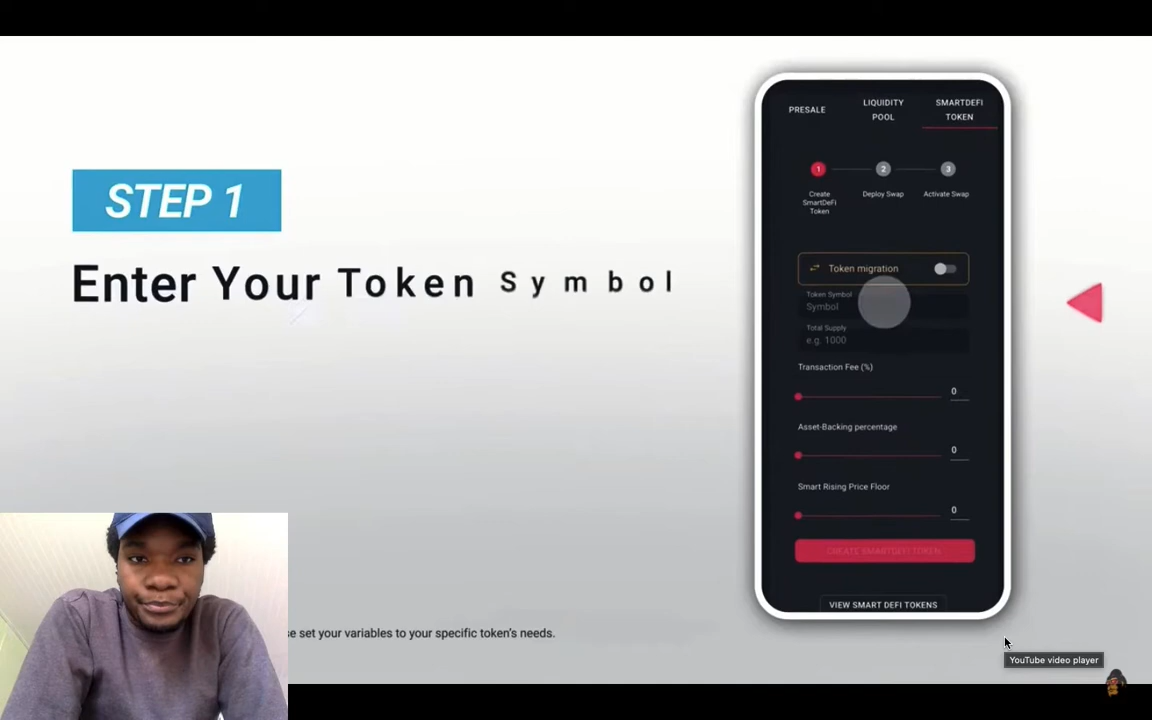 STEP 1
Enter Your Token Symbol
se set your variables to your specific token's needs.
PRESALE
LIQUIDITY
POOL
SMARTDEFI
TOKEN
1
2
3
Create
SmartDeFi
Token
Deploy Swap
Activate Swap
Token migration
Token Symbol
Symbol
Total Supply
e.g. 1000
Transaction Fee (%)
0
Asset-Backing percentage
0
Smart Rising Price Floor
0
CREATE SMARTDEFI TOKEN
VIEW SMART DEFI TOKENS
YouTube video player